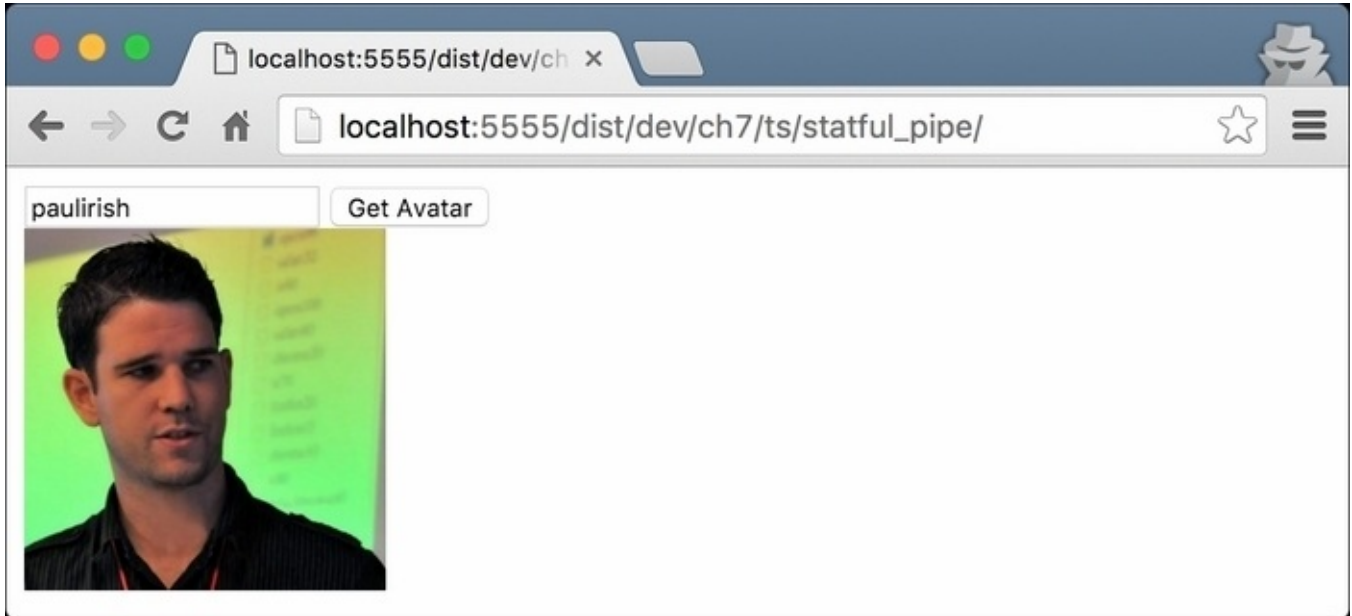 localhost:5555/dist/dev/ch
localhost:5555/dist/dev/ch7/ts/statful_pipe/
paulirish Get Avatar